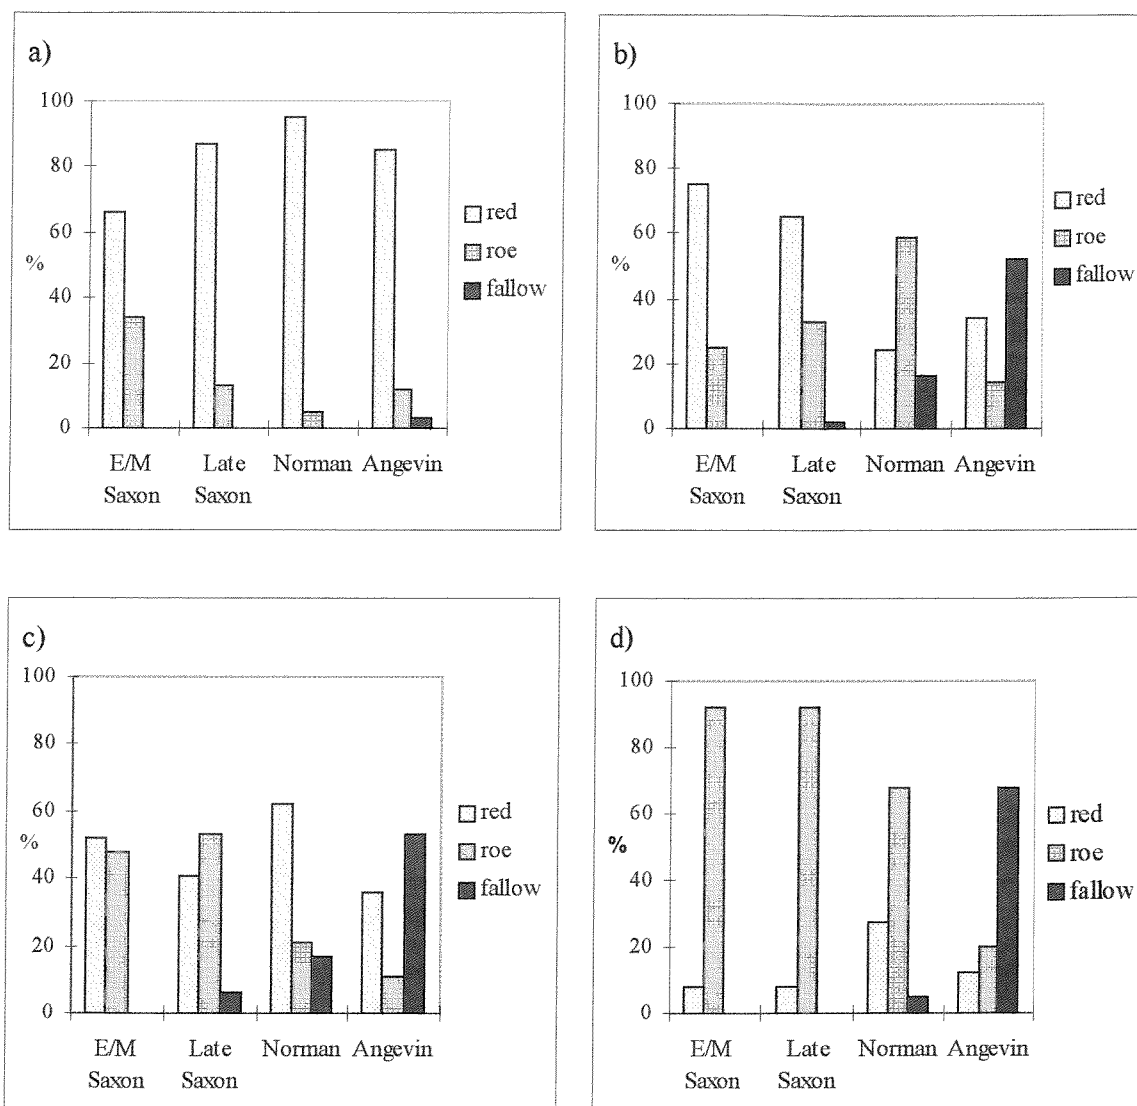 a)
100
80
60
%
40
20
0
E/M Saxon
Late Saxon
Norman
Angevin
red
roe
fallow
b)
100
80
60
%
40
20
0
E/M Saxon
Late Saxon
Norman
Angevin
red
roe
fallow
c)
100
80
60
%
40
20
0
E/M Saxon
Late Saxon
Norman
Angevin
red
roe
fallow
d)
100
80
60
%
40
20
0
E/M Saxon
Late Saxon
Norman
Angevin
red
roe
fallow